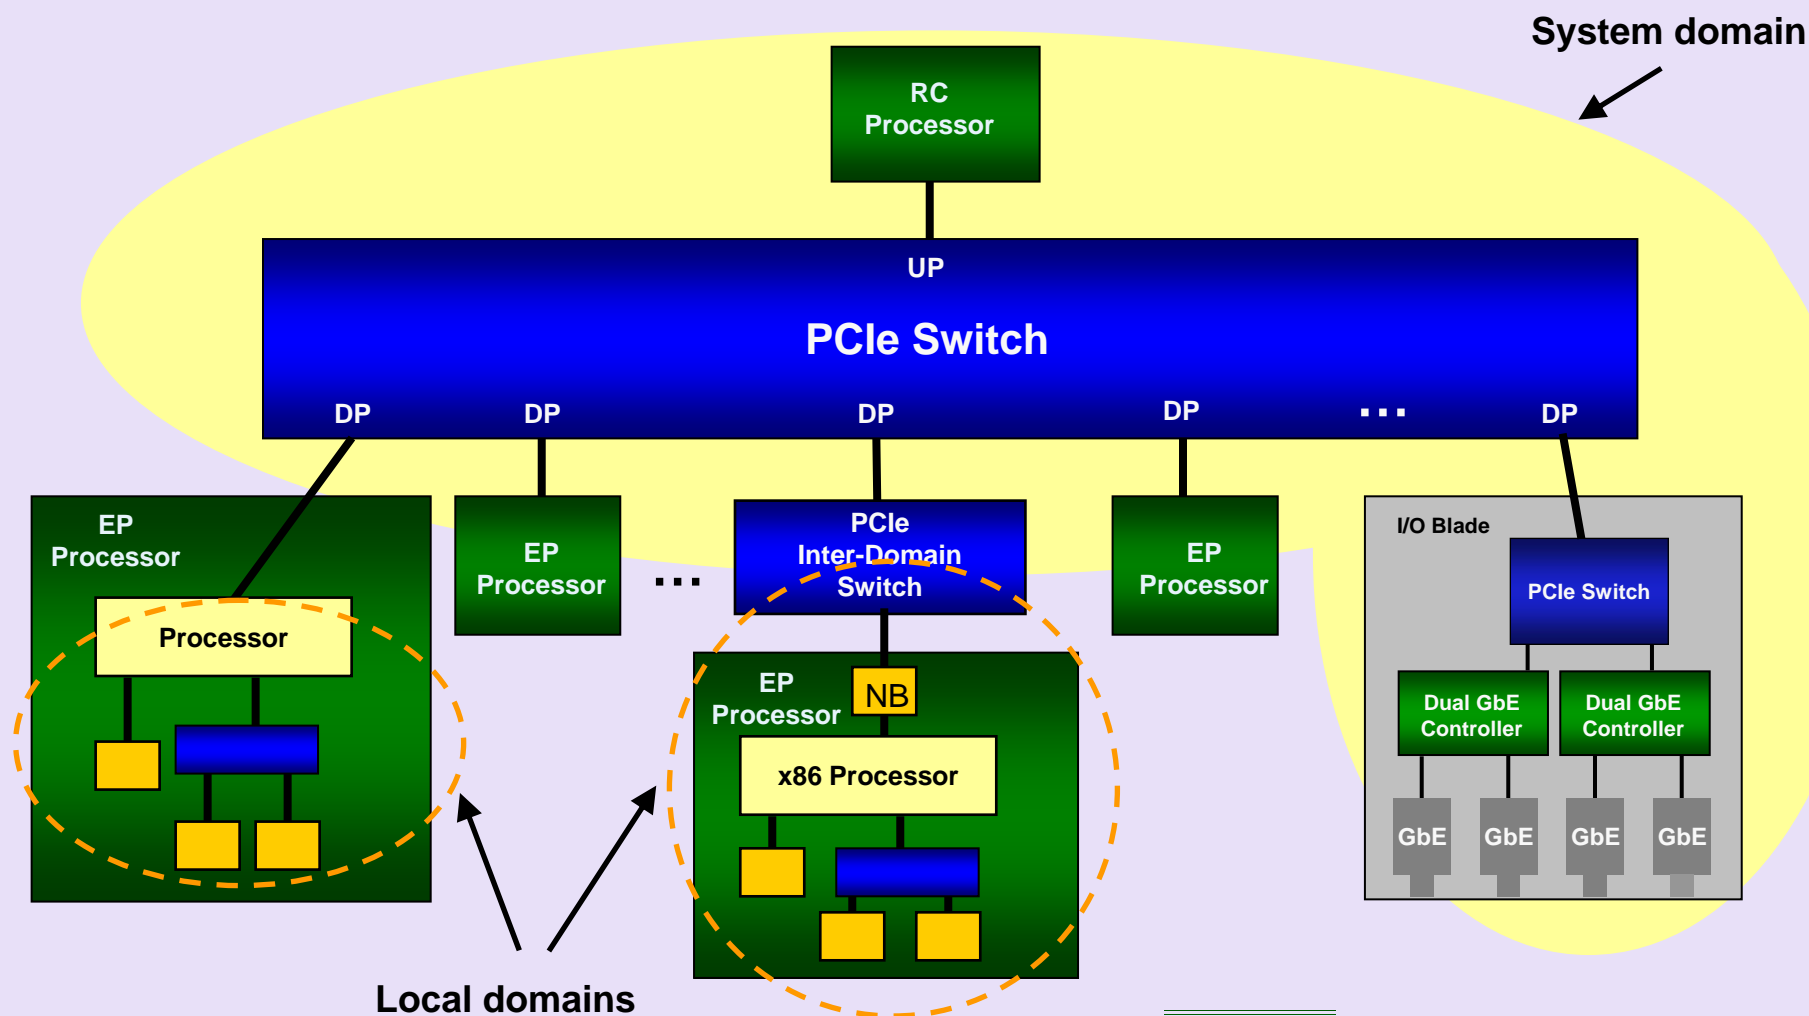 System domain
RC
Processor
UP
PCIe Switch
DP DP DP DP ... DP
EP
Processor
Processor
EP
Processor
...
PCIe
Inter-Domain
Switch
EP
Processor
NB
x86 Processor
EP
Processor
I/O Blade
PCIe Switch
Dual GbE
Controller
Dual GbE
Controller
GbE GbE GbE GbE
Local domains